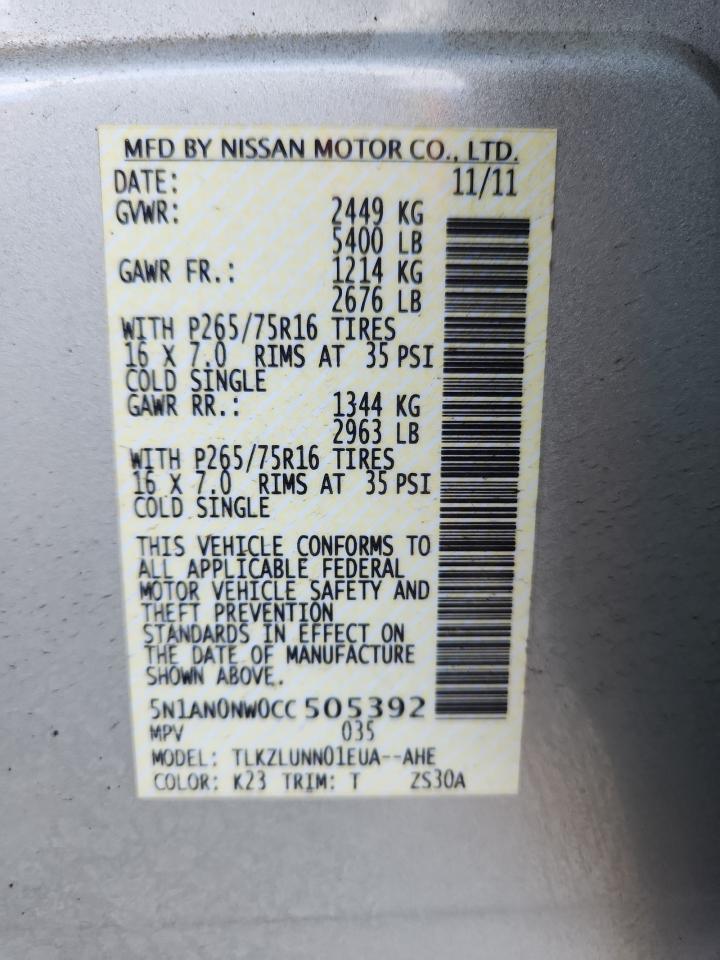 MFD BY NISSAN MOTOR CO., LTD.
DATE: 11/11
GVWR: 2449 KG
5400 LB
GAWR FR.: 1214 KG
2676 LB
WITH P265/75R16 TIRES
16 X 7.0 RIMS AT 35 PSI
COLD SINGLE
GAWR RR.: 1344 KG
2963 LB
WITH P265/75R16 TIRES
16 X 7.0 RIMS AT 35 PSI
COLD SINGLE
THIS VEHICLE CONFORMS TO
ALL APPLICABLE FEDERAL
MOTOR VEHICLE SAFETY AND
THEFT PREVENTION
STANDARDS IN EFFECT ON
THE DATE OF MANUFACTURE
SHOWN ABOVE.
5N1AN0NW0CC 505392
MPV 035
MODEL: TLKZLUNN01EUA--AHE
COLOR: K23 TRIM: T ZS30A